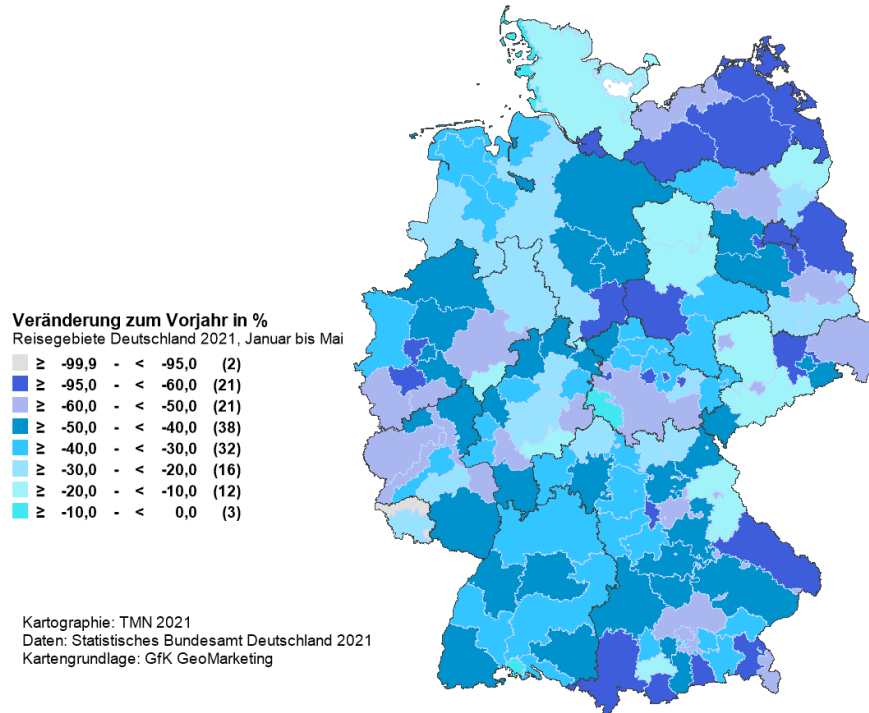 Veränderung zum Vorjahr in %
Reisegebiete Deutschland 2021, Januar bis Mai
≥ -99,9 - < -95,0 (2)
≥ -95,0 - < -60,0 (21)
≥ -60,0 - < -50,0 (21)
≥ -50,0 - < -40,0 (38)
≥ -40,0 - < -30,0 (32)
≥ -30,0 - < -20,0 (16)
≥ -20,0 - < -10,0 (12)
≥ -10,0 - < 0,0 (3)
Kartographie: TMN 2021
Daten: Statistisches Bundesamt Deutschland 2021
Kartengrundlage: GfK GeoMarketing